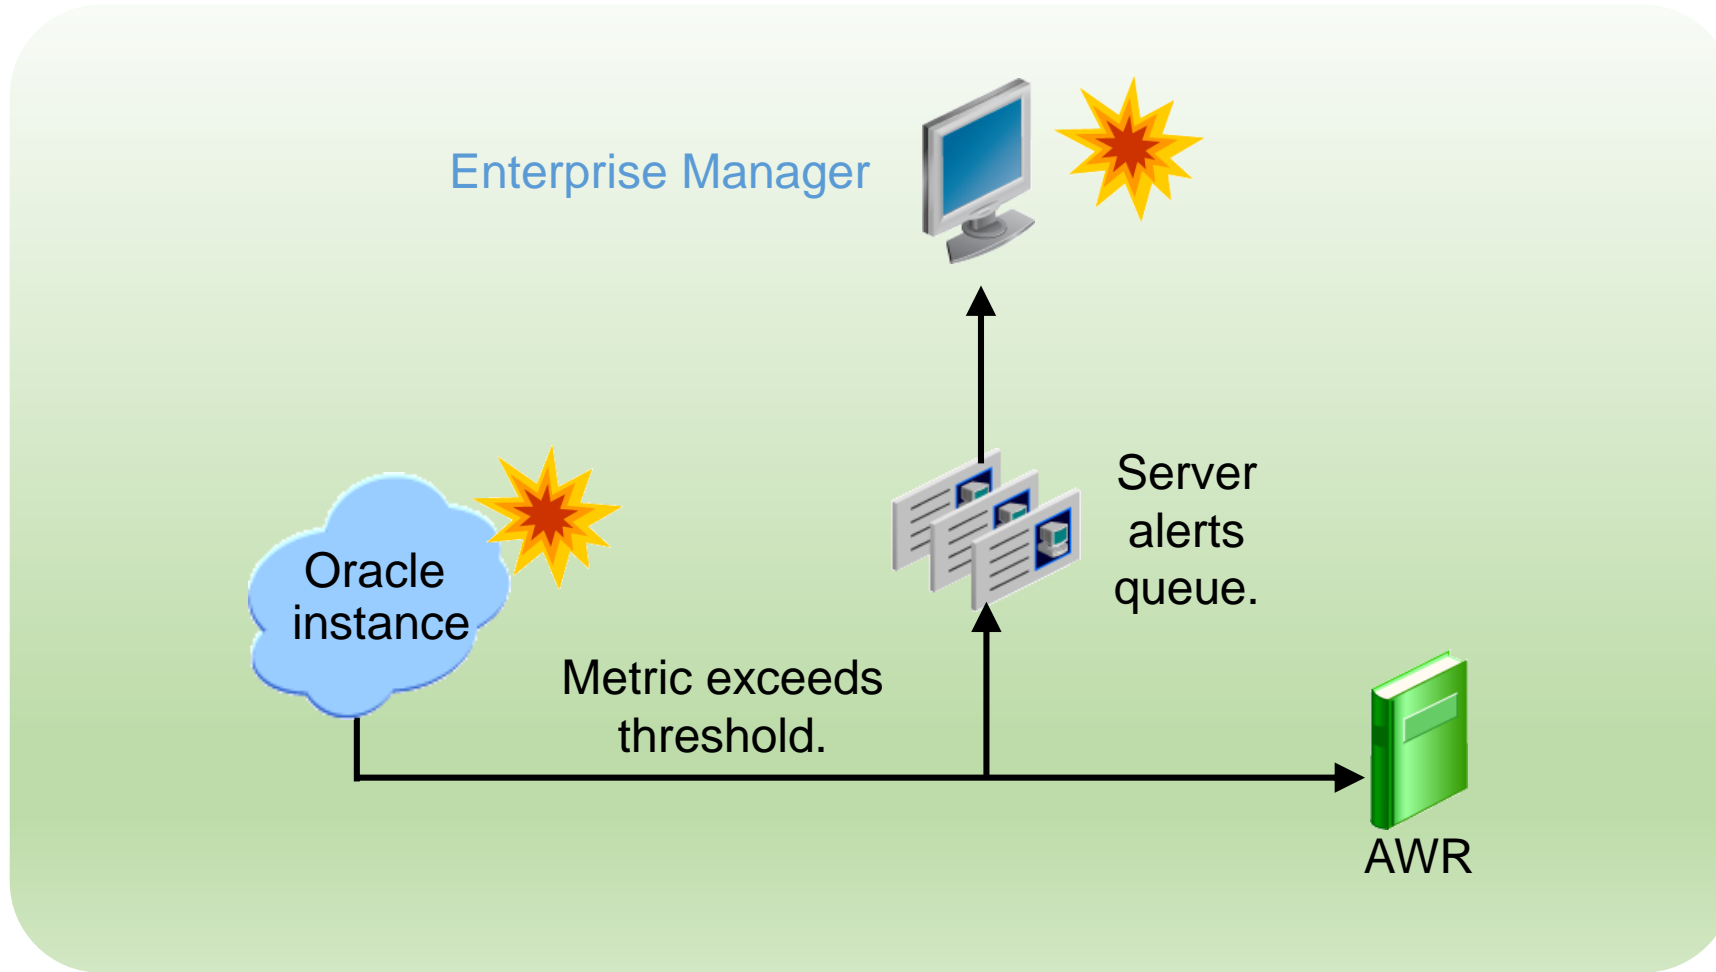 Enterprise Manager
Server
alerts
queue.
Oracle
instance
Metric exceeds
threshold.
AWR